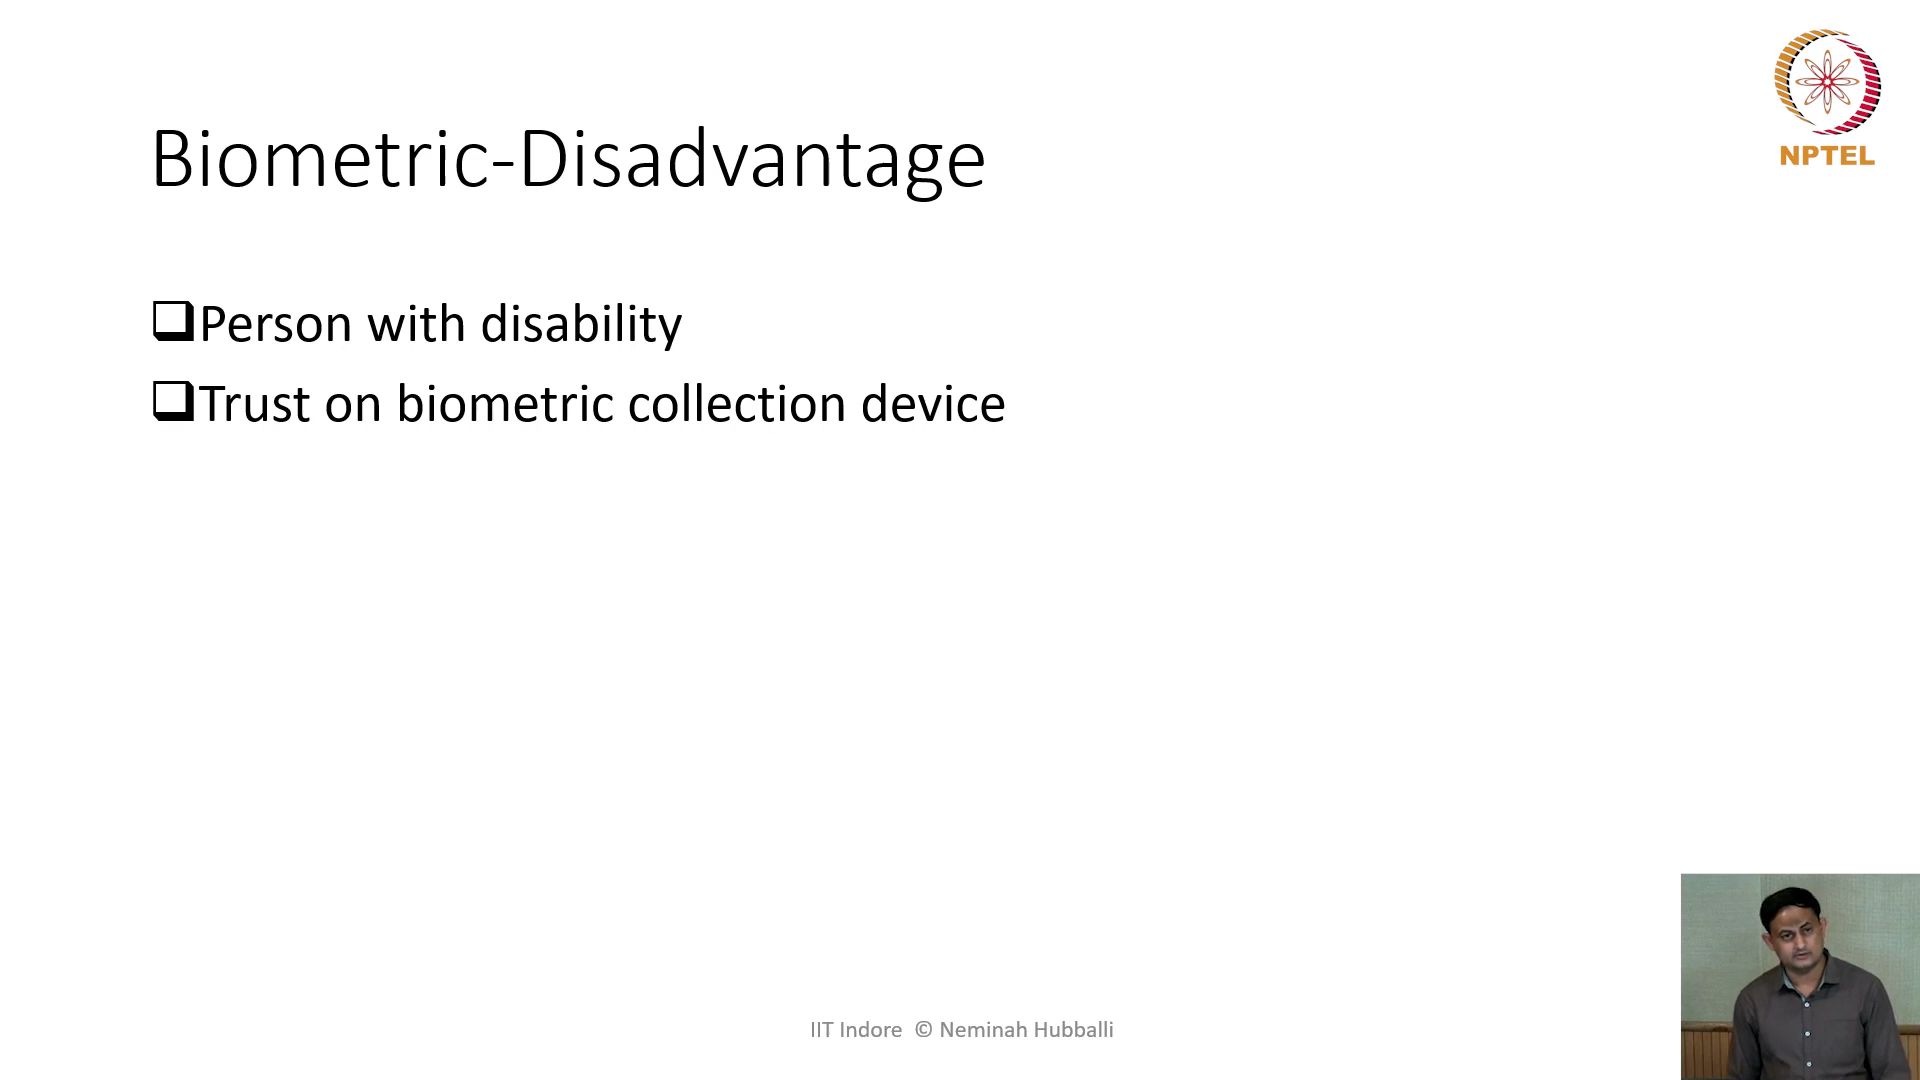 NPTEL
Biometric-Disadvantage
Person with disability
Trust on biometric collection device
IIT Indore © Neminah Hubballi